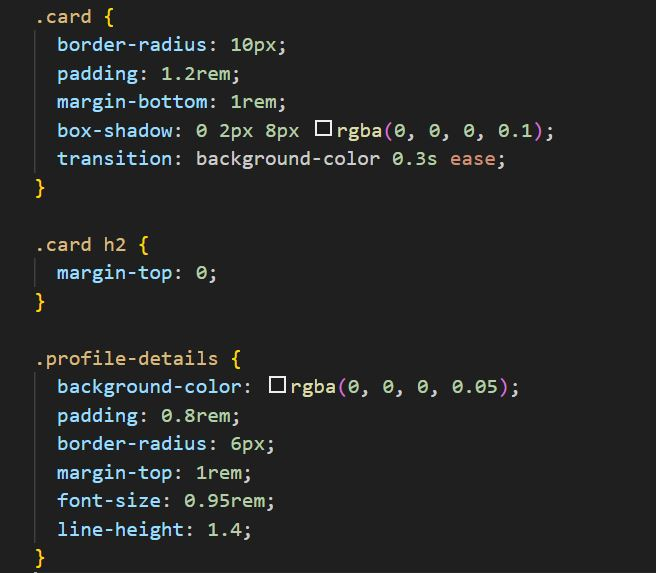 .card {
  border-radius: 10px;
  padding: 1.2rem;
  margin-bottom: 1rem;
  box-shadow: 0 2px 8px rgba(0, 0, 0, 0.1);
  transition: background-color 0.3s ease;
}

.card h2 {
  margin-top: 0;
}

.profile-details {
  background-color: rgba(0, 0, 0, 0.05);
  padding: 0.8rem;
  border-radius: 6px;
  margin-top: 1rem;
  font-size: 0.95rem;
  line-height: 1.4;
}